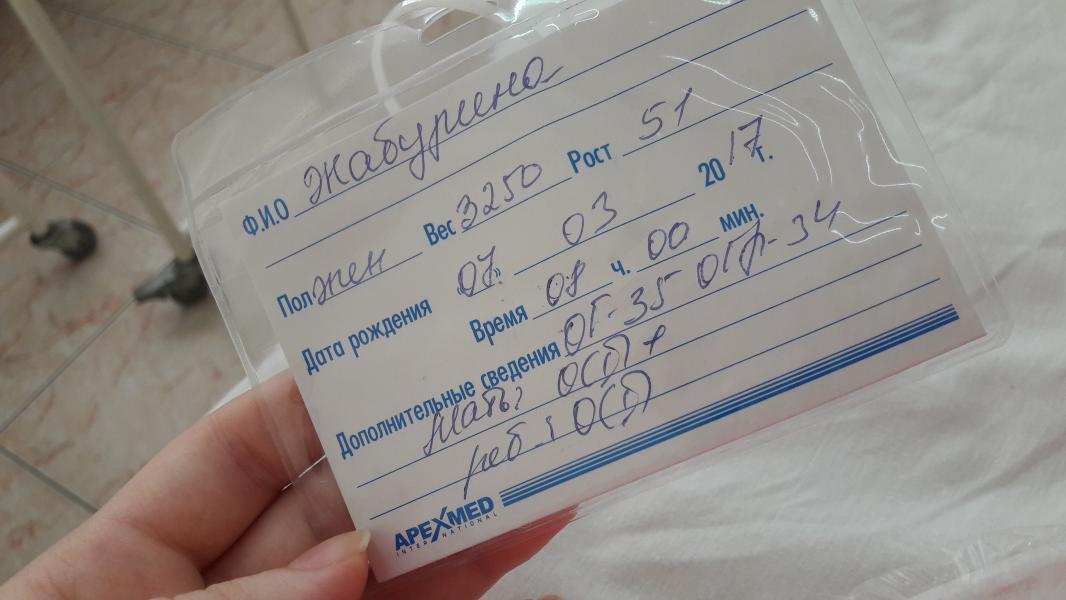 Ф.И.О Жабурина
Пол жен Вес 3250 Рост 51
Дата рождения 07. 03 2017 г.
Время 08 ч. 00 мин.
Дополнительные сведения ОГ-35 ОГр-34
Мать: O(I)+
реб: O(I)
APEXMED
INTERNATIONAL